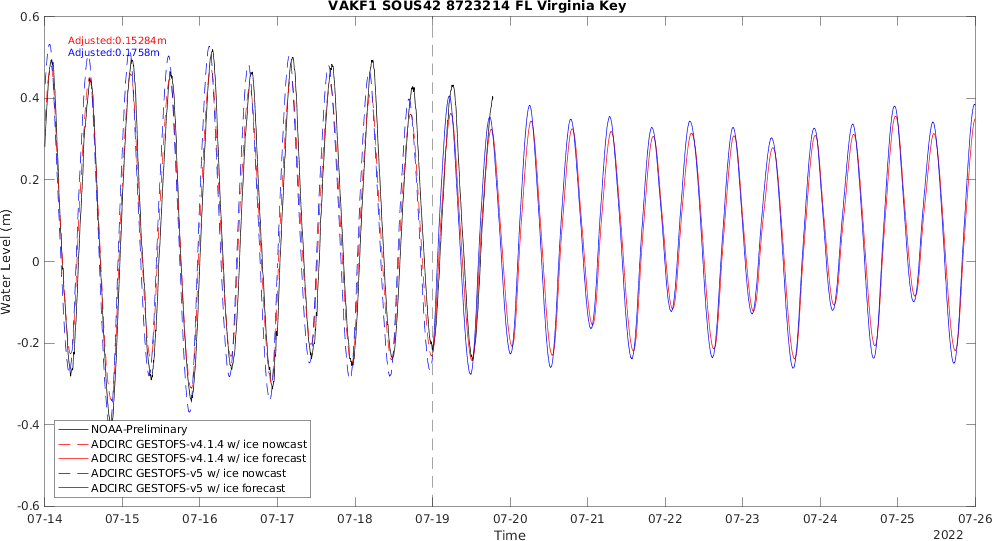 VAKF1 SOUS42 8723214 FL Virginia Key
Adjusted:0.15284m
Adjusted:0.1758m
Water Level (m)
0.6
0.4
0.2
0
-0.2
-0.4
-0.6
NOAA-Preliminary
ADCIRC GESTOFS-v4.1.4 w/ ice nowcast
ADCIRC GESTOFS-v4.1.4 w/ ice forecast
ADCIRC GESTOFS-v5 w/ ice nowcast
ADCIRC GESTOFS-v5 w/ ice forecast
07-14 07-15 07-16 07-17 07-18 07-19 07-20 07-21 07-22 07-23 07-24 07-25 07-26
Time
2022